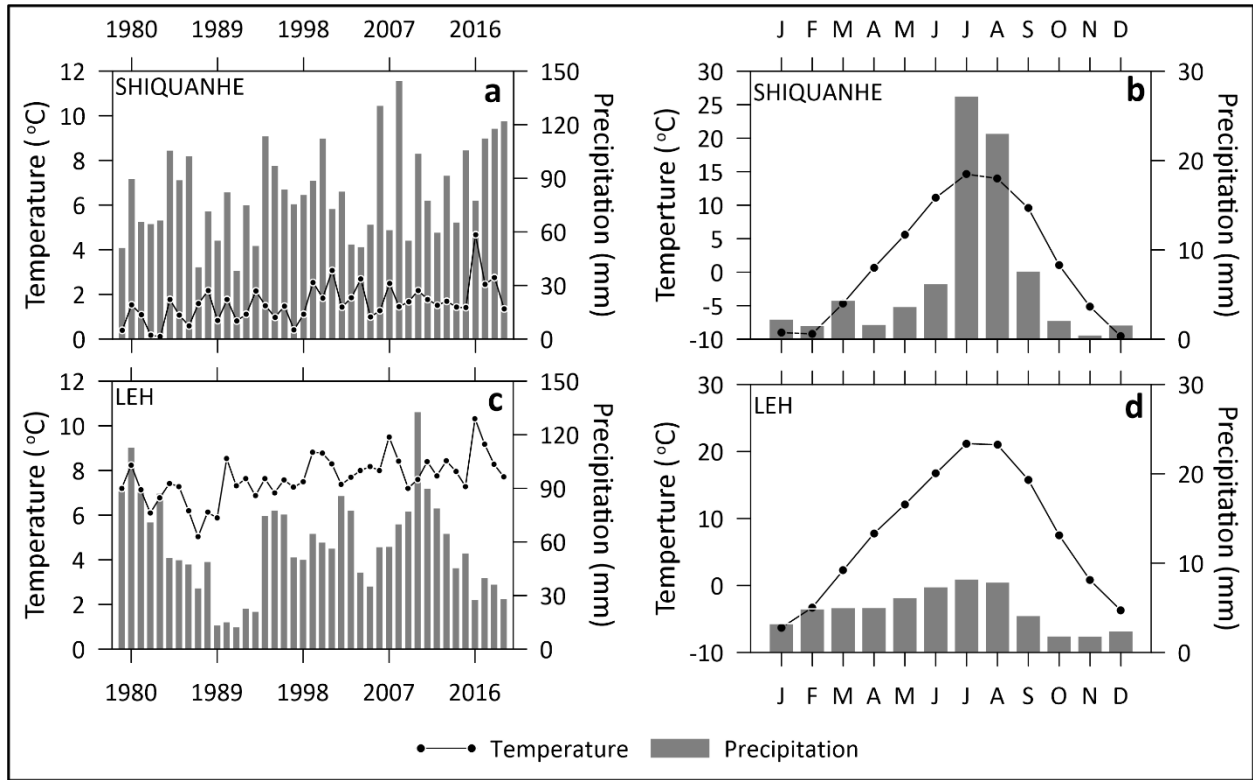 1980 1989 1998 2007 2016
J F M A M J J A S O N D
SHIQUANHE
a
Temperature (°C)
12
10
8
6
4
2
0
150
120
90
60
30
0
Precipitation (mm)
SHIQUANHE
b
Temperture (°C)
30
25
20
15
10
5
0
-5
-10
30
20
10
0
Precipitation (mm)
LEH
c
Temperature (°C)
12
10
8
6
4
2
0
150
120
90
60
30
0
Precipitation (mm)
LEH
d
Temperture (°C)
30
20
10
0
-10
30
20
10
0
Precipitation (mm)
1980 1989 1998 2007 2016
J F M A M J J A S O N D
Temperature Precipitation